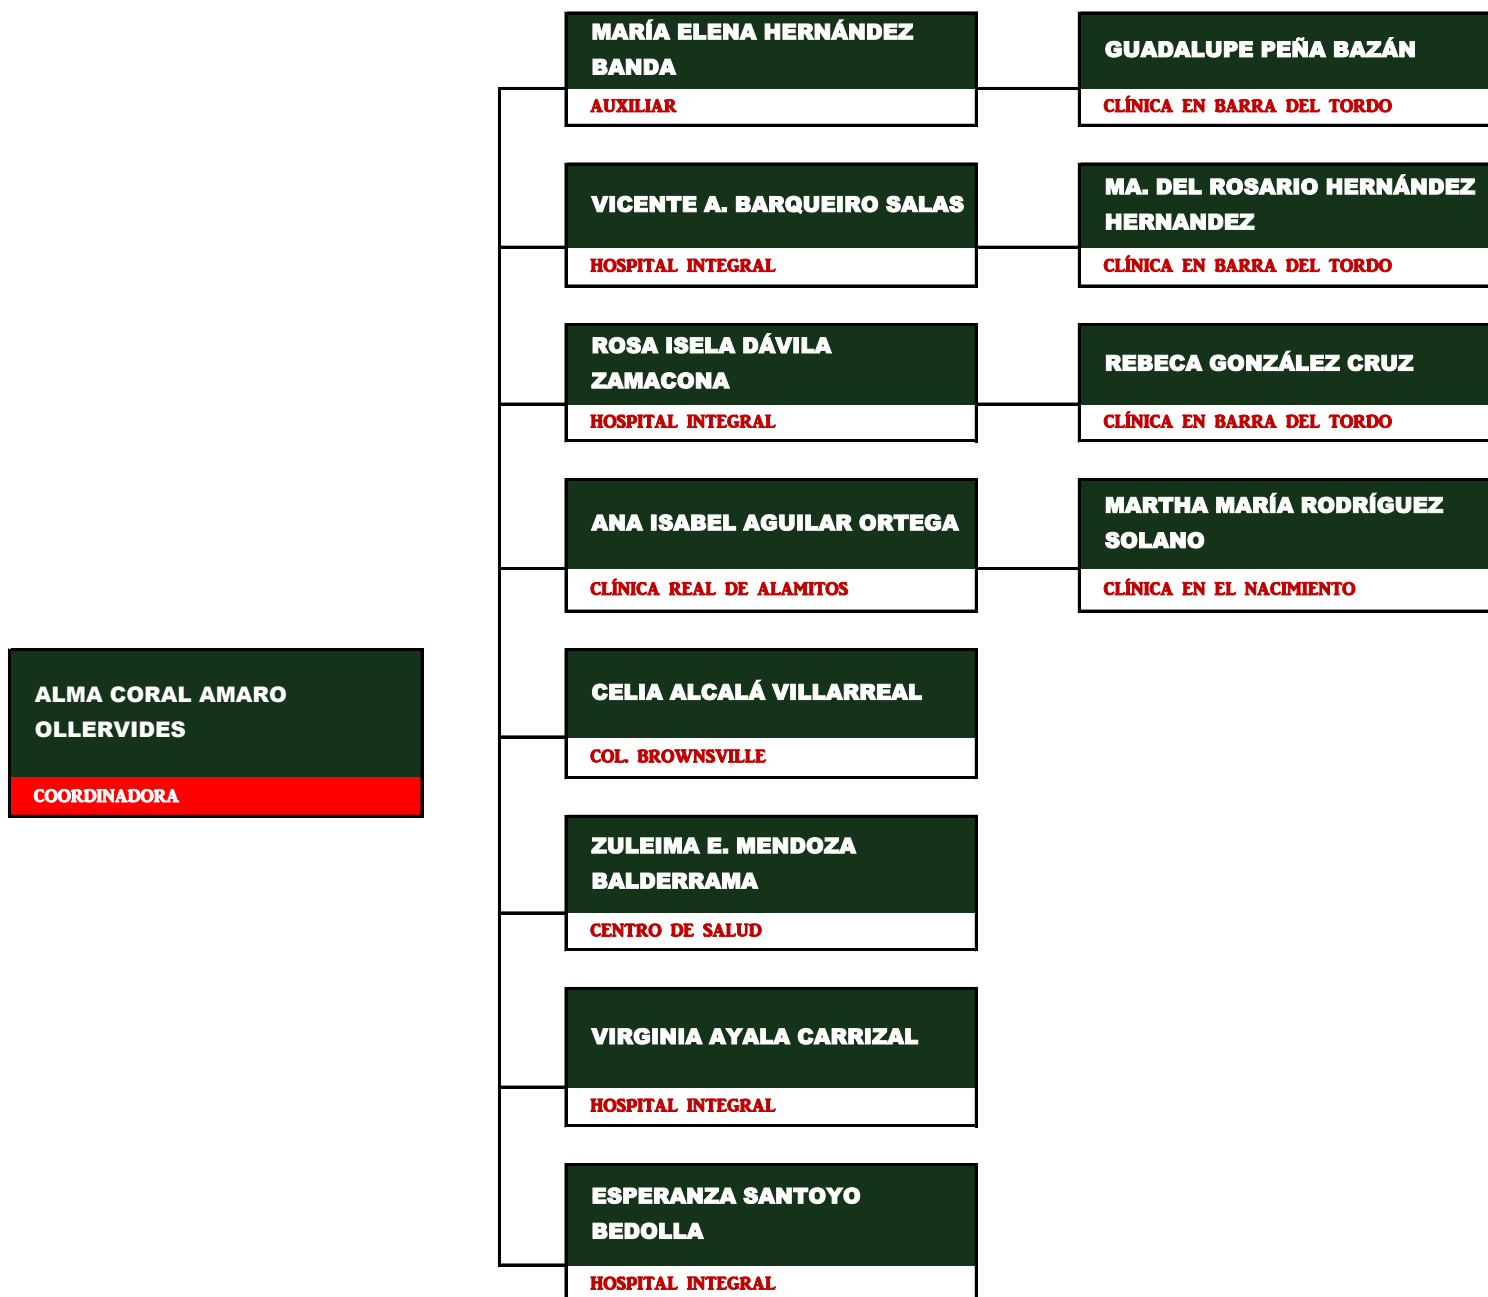 MARÍA ELENA HERNÁNDEZ
BANDA
AUXILIAR
GUADALUPE PEÑA BAZÁN
CLÍNICA EN BARRA DEL TORDO
VICENTE A. BARQUEIRO SALAS
HOSPITAL INTEGRAL
MA. DEL ROSARIO HERNÁNDEZ
HERNANDEZ
CLÍNICA EN BARRA DEL TORDO
ROSA ISELA DÁVILA
ZAMACONA
HOSPITAL INTEGRAL
REBECA GONZÁLEZ CRUZ
CLÍNICA EN BARRA DEL TORDO
ANA ISABEL AGUILAR ORTEGA
CLÍNICA REAL DE ALAMITOS
MARTHA MARÍA RODRÍGUEZ
SOLANO
CLÍNICA EN EL NACIMIENTO
ALMA CORAL AMARO
OLLERVIDES
COORDINADORA
CELIA ALCALÁ VILLARREAL
COL. BROWNSVILLE
ZULEIMA E. MENDOZA
BALDERRAMA
CENTRO DE SALUD
VIRGINIA AYALA CARRIZAL
HOSPITAL INTEGRAL
ESPERANZA SANTOYO
BEDOLLA
HOSPITAL INTEGRAL